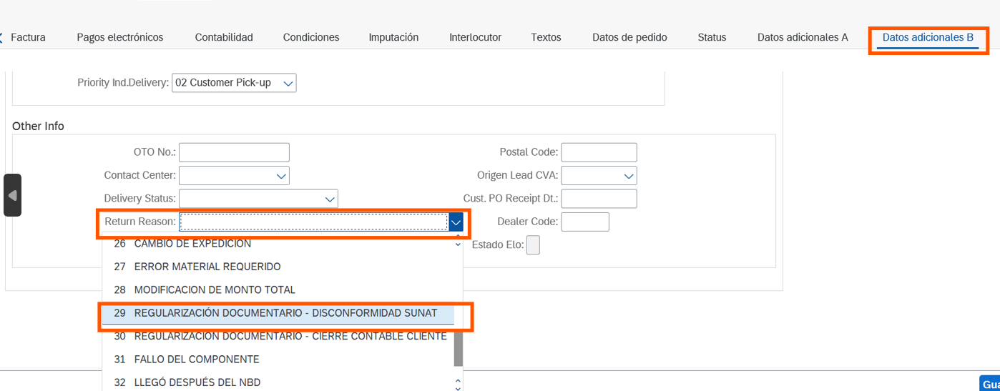 Factura Pagos electrónicos Contabilidad Condiciones Imputación Interlocutor Textos Datos de pedido Status Datos adicionales A Datos adicionales B
Priority Ind.Delivery: 02 Customer Pick-up
Other Info
OTO No.: Postal Code:
Contact Center: Origen Lead CVA:
Delivery Status: Cust. PO Receipt Dt.:
Return Reason: Dealer Code:
26 CAMBIO DE EXPEDICION Estado Elo:
27 ERROR MATERIAL REQUERIDO
28 MODIFICACION DE MONTO TOTAL
29 REGULARIZACIÓN DOCUMENTARIO - DISCONFORMIDAD SUNAT
30 REGULARIZACIÓN DOCUMENTARIO - CIERRE CONTABLE CLIENTE
31 FALLO DEL COMPONENTE
32 LLEGÓ DESPUÉS DEL NBD